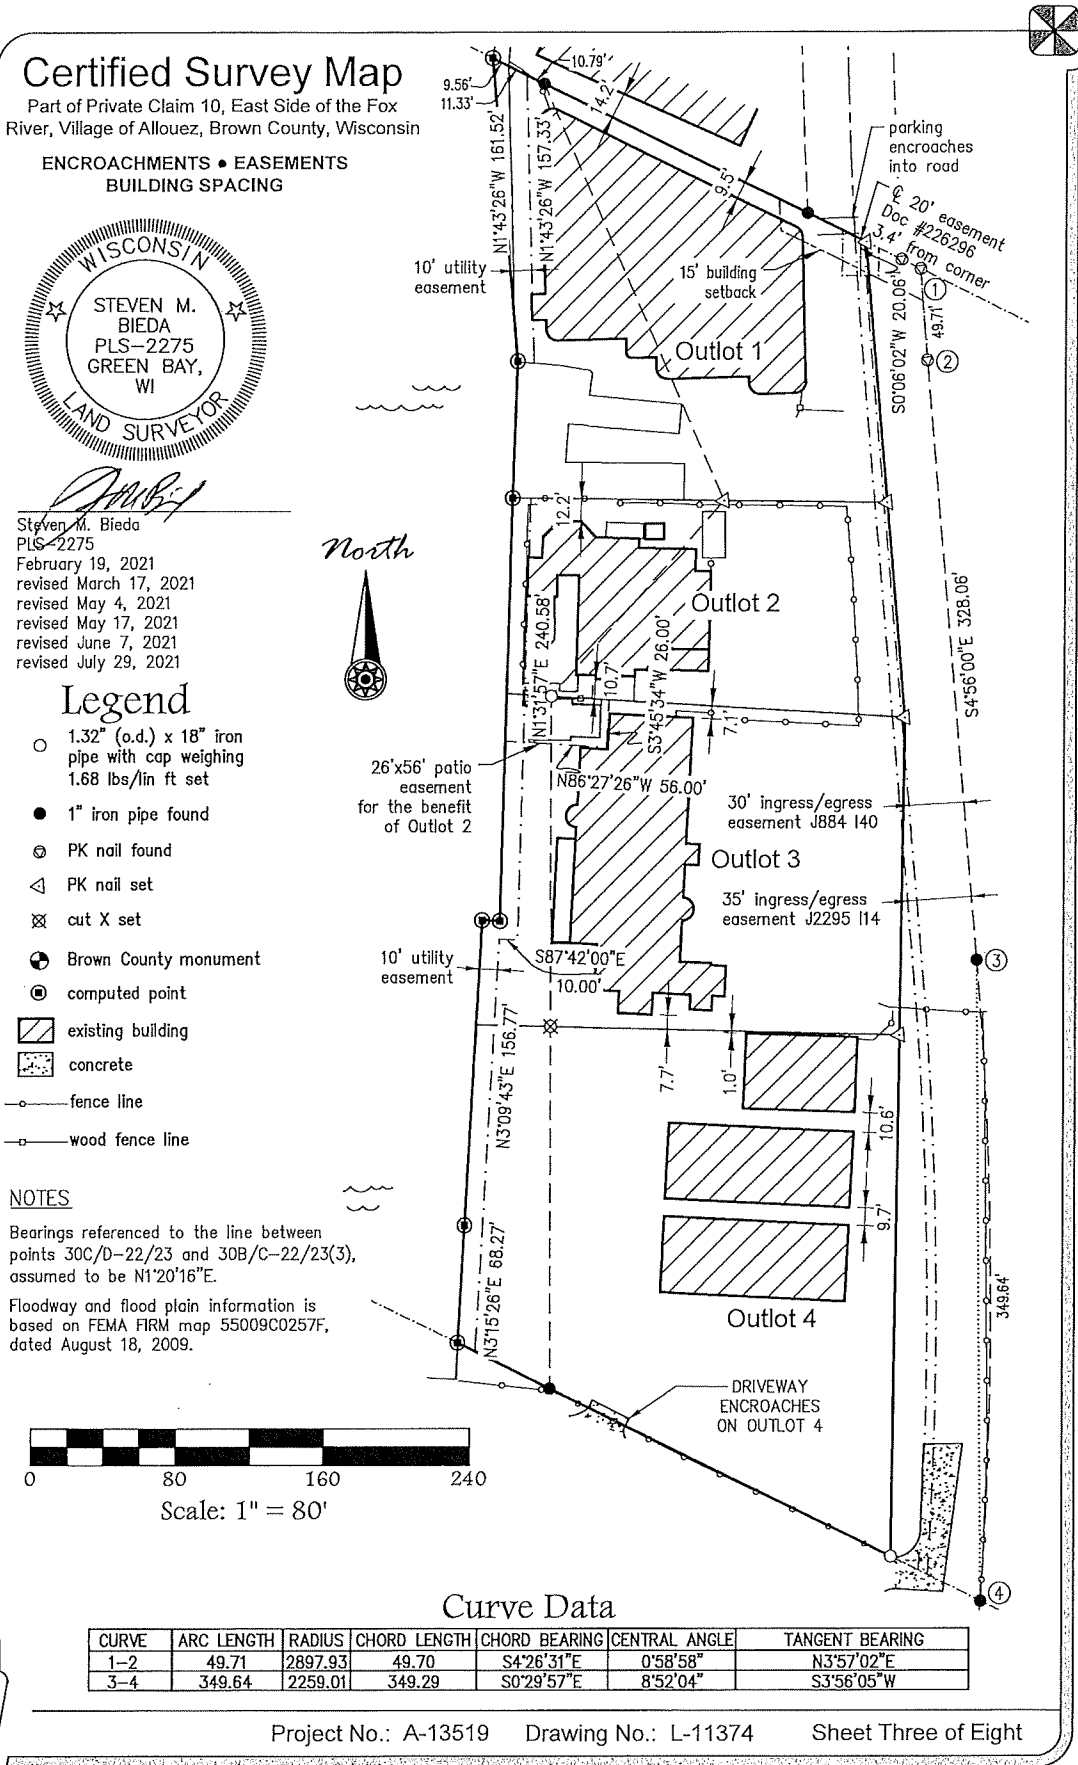 Certified Survey Map
Part of Private Claim 10, East Side of the Fox
River, Village of Allouez, Brown County, Wisconsin
ENCROACHMENTS • EASEMENTS
BUILDING SPACING
WISCONSIN
STEVEN M.
BIEDA
PLS-2275
GREEN BAY,
WI
LAND SURVEYOR
Steven M. Bieda
PLS-2275
February 19, 2021
revised March 17, 2021
revised May 4, 2021
revised May 17, 2021
revised June 7, 2021
revised July 29, 2021
North
Legend
1.32" (o.d.) x 18" iron
pipe with cap weighing
1.68 lbs/lin ft set
1" iron pipe found
PK nail found
PK nail set
cut X set
Brown County monument
computed point
existing building
concrete
fence line
wood fence line
NOTES
Bearings referenced to the line between
points 30C/D-22/23 and 30B/C-22/23(3),
assumed to be N1°20'16"E.
Floodway and flood plain information is
based on FEMA FIRM map 55009C0257F,
dated August 18, 2009.
0 80 160 240
Scale: 1" = 80'
9.56'
11.33'
10.79'
14.2'
9.5'
N1°43'26"W 161.52'
N1°43'26"W 157.33'
10' utility
easement
15' building
setback
parking
encroaches
into road
℄ 20' easement
Doc #226296
3.4' from corner
1
49.71'
2
S0°06'02"W 20.06'
Outlot 1
12.2'
Outlot 2
N1°31'57"E 240.58'
10.7'
S3°45'34"W 26.00'
7.1'
S4°56'00"E 328.06'
26'x56' patio
easement
for the benefit
of Outlot 2
N86°27'26"W 56.00'
30' ingress/egress
easement J884 I40
Outlot 3
35' ingress/egress
easement J2295 I14
3
10' utility
easement
S87°42'00"E
10.00'
7.7'
1.0'
N3°09'43"E 156.77'
10.6'
9.7'
Outlot 4
N3°15'26"E 68.27'
349.64'
DRIVEWAY
ENCROACHES
ON OUTLOT 4
4
Curve Data
CURVE ARC LENGTH RADIUS CHORD LENGTH CHORD BEARING CENTRAL ANGLE TANGENT BEARING
1-2 49.71 2897.93 49.70 S4°26'31"E 0°58'58" N3°57'02"E
3-4 349.64 2259.01 349.29 S0°29'57"E 8°52'04" S3°56'05"W
Project No.: A-13519 Drawing No.: L-11374 Sheet Three of Eight